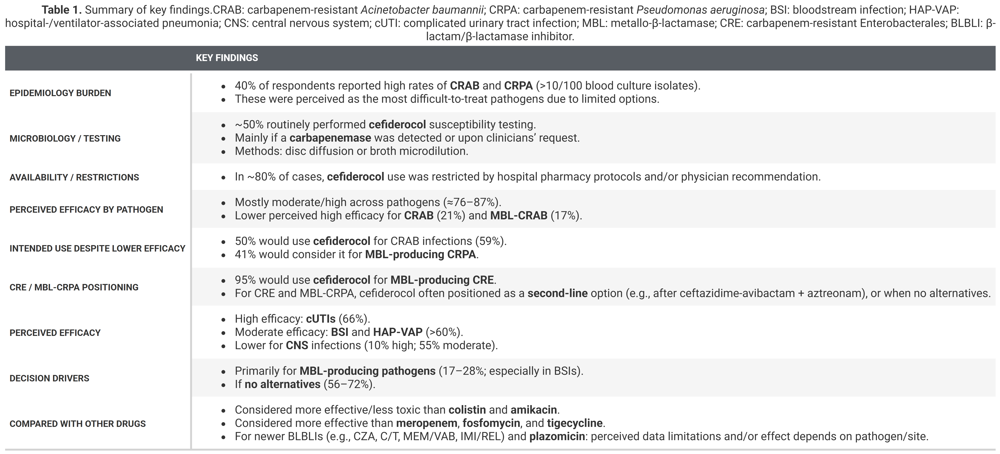 Table 1. Summary of key findings.CRAB: carbapenem-resistant Acinetobacter baumannii; CRPA: carbapenem-resistant Pseudomonas aeruginosa; BSI: bloodstream infection; HAP-VAP:
hospital-/ventilator-associated pneumonia; CNS: central nervous system; cUTI: complicated urinary tract infection; MBL: metallo-β-lactamase; CRE: carbapenem-resistant Enterobacterales; BLBLI: β-
lactam/β-lactamase inhibitor.
KEY FINDINGS
EPIDEMIOLOGY BURDEN
• 40% of respondents reported high rates of CRAB and CRPA (>10/100 blood culture isolates).
• These were perceived as the most difficult-to-treat pathogens due to limited options.
MICROBIOLOGY / TESTING
• ~50% routinely performed cefiderocol susceptibility testing.
• Mainly if a carbapenemase was detected or upon clinicians’ request.
• Methods: disc diffusion or broth microdilution.
AVAILABILITY / RESTRICTIONS
• In ~80% of cases, cefiderocol use was restricted by hospital pharmacy protocols and/or physician recommendation.
PERCEIVED EFFICACY BY PATHOGEN
• Mostly moderate/high across pathogens (≈76–87%).
• Lower perceived high efficacy for CRAB (21%) and MBL-CRAB (17%).
INTENDED USE DESPITE LOWER EFFICACY
• 50% would use cefiderocol for CRAB infections (59%).
• 41% would consider it for MBL-producing CRPA.
CRE / MBL-CRPA POSITIONING
• 95% would use cefiderocol for MBL-producing CRE.
• For CRE and MBL-CRPA, cefiderocol often positioned as a second-line option (e.g., after ceftazidime-avibactam + aztreonam), or when no alternatives.
PERCEIVED EFFICACY
• High efficacy: cUTIs (66%).
• Moderate efficacy: BSI and HAP-VAP (>60%).
• Lower for CNS infections (10% high; 55% moderate).
DECISION DRIVERS
• Primarily for MBL-producing pathogens (17–28%; especially in BSIs).
• If no alternatives (56–72%).
COMPARED WITH OTHER DRUGS
• Considered more effective/less toxic than colistin and amikacin.
• Considered more effective than meropenem, fosfomycin, and tigecycline.
• For newer BLBLIs (e.g., CZA, C/T, MEM/VAB, IMI/REL) and plazomicin: perceived data limitations and/or effect depends on pathogen/site.